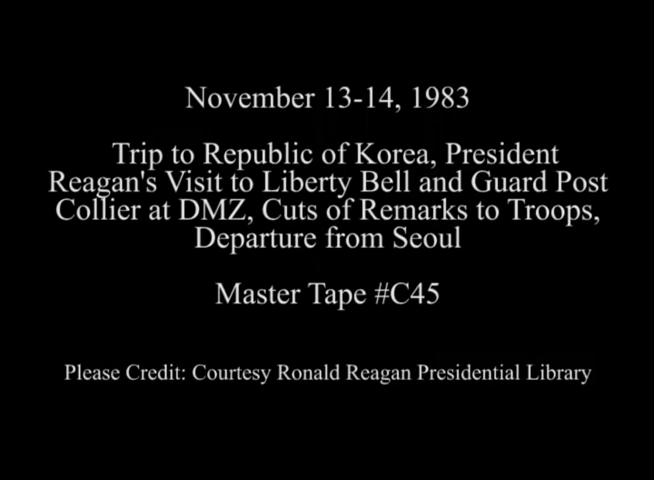 November 13-14, 1983
Trip to Republic of Korea, President
Reagan's Visit to Liberty Bell and Guard Post
Collier at DMZ, Cuts of Remarks to Troops,
Departure from Seoul
Master Tape #C45
Please Credit: Courtesy Ronald Reagan Presidential Library